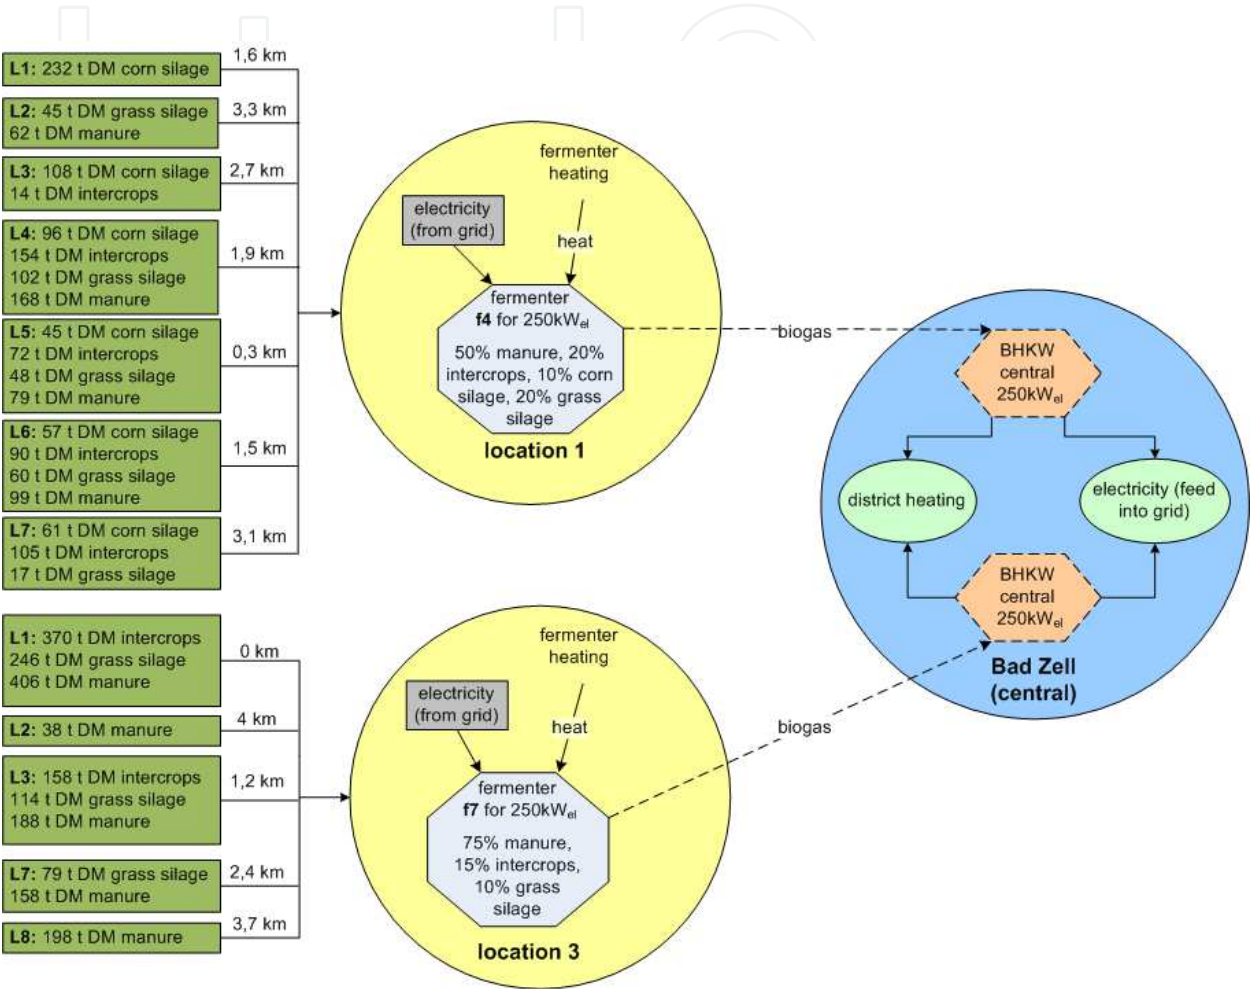 L1: 232 t DM corn silage
1,6 km
L2: 45 t DM grass silage
62 t DM manure
3,3 km
L3: 108 t DM corn silage
14 t DM intercrops
2,7 km
L4: 96 t DM corn silage
154 t DM intercrops
102 t DM grass silage
168 t DM manure
1,9 km
L5: 45 t DM corn silage
72 t DM intercrops
48 t DM grass silage
79 t DM manure
0,3 km
L6: 57 t DM corn silage
90 t DM intercrops
60 t DM grass silage
99 t DM manure
1,5 km
L7: 61 t DM corn silage
105 t DM intercrops
17 t DM grass silage
3,1 km
fermenter
heating
electricity
(from grid)
heat
fermenter
f4 for 250kWel
50% manure, 20%
intercrops, 10% corn
silage, 20% grass
silage
location 1
biogas
L1: 370 t DM intercrops
246 t DM grass silage
406 t DM manure
0 km
L2: 38 t DM manure
4 km
L3: 158 t DM intercrops
114 t DM grass silage
188 t DM manure
1,2 km
L7: 79 t DM grass silage
158 t DM manure
2,4 km
L8: 198 t DM manure
3,7 km
fermenter
heating
electricity
(from grid)
heat
fermenter
f7 for 250kWel
75% manure,
15% intercrops,
10% grass
silage
location 3
biogas
BHKW
central
250kWel
district heating
electricity (feed
into grid)
BHKW
central
250kWel
Bad Zell
(central)